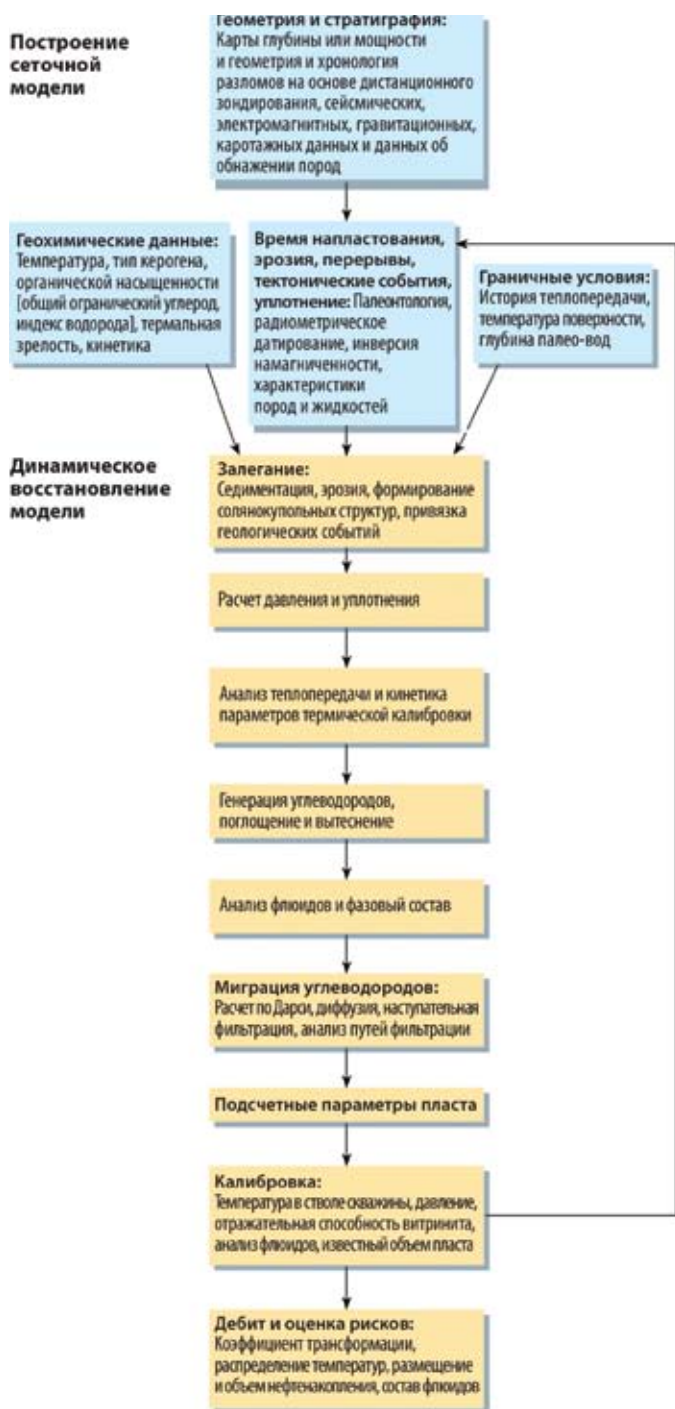 Построение
сеточной
модели
Геометрия и стратиграфия:
Карты глубины или мощности
и геометрия и хронология
разломов на основе дистанционного
зондирования, сейсмических,
электромагнитных, гравитационных,
каротажных данных и данных об
обнажении пород
Геохимические данные:
Температура, тип керогена,
органической насыщенности
[общий огранический углерод,
индекс водорода], термальная
зрелость, кинетика
Время напластования,
эрозия, перерывы,
тектонические события,
уплотнение: Палеонтология,
радиометрическое
датирование, инверсия
намагниченности,
характеристики
пород и жидкостей
Граничные условия:
История теплопередачи,
температура поверхности,
глубина палео-вод
Динамическое
восстановление
модели
Залегание:
Седиментация, эрозия, формирование
солянокупольных структур, привязка
геологических событий
Расчет давления и уплотнения
Анализ теплопередачи и кинетика
параметров термической калибровки
Генерация углеводородов,
поглощение и вытеснение
Анализ флюидов и фазовый состав
Миграция углеводородов:
Расчет по Дарси, диффузия, наступательная
фильтрация, анализ путей фильтрации
Подсчетные параметры пласта
Калибровка:
Температура в стволе скважины, давление,
отражательная способность витринита,
анализ флюидов, известный объем пласта
Дебит и оценка рисков:
Коэффициент трансформации,
распределение температур, размещение
и объем нефтенакопления, состав флюидов